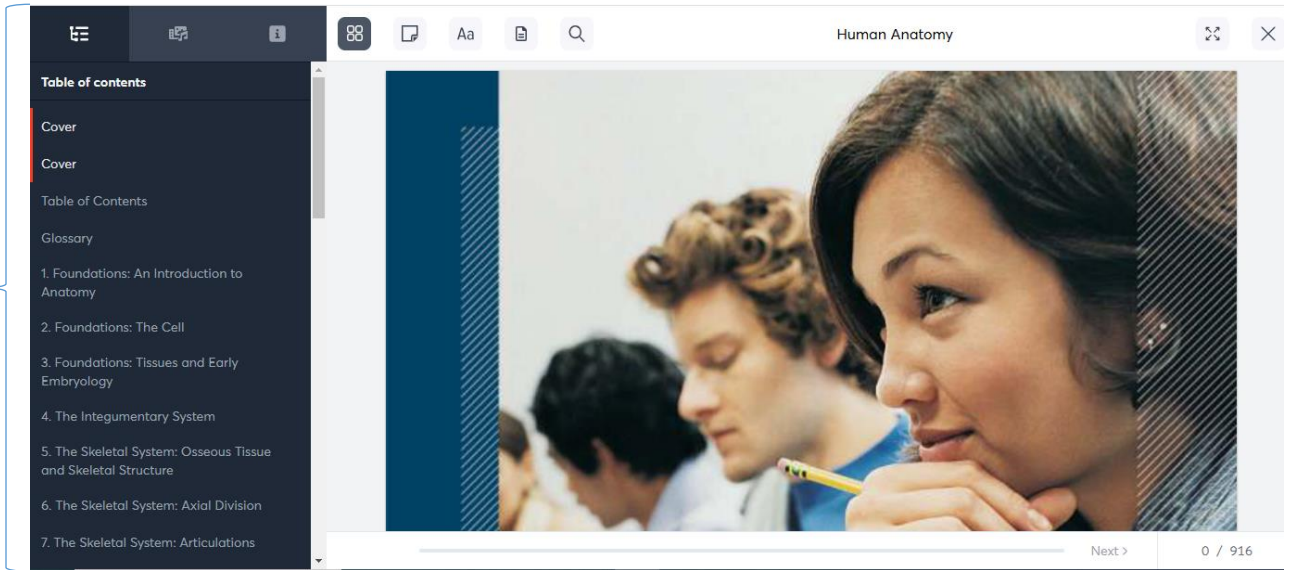 Aa
Human Anatomy
Table of contents
Cover
Cover
Table of Contents
Glossary
1. Foundations: An Introduction to
Anatomy
2. Foundations: The Cell
3. Foundations: Tissues and Early
Embryology
4. The Integumentary System
5. The Skeletal System: Osseous Tissue
and Skeletal Structure
6. The Skeletal System: Axial Division
7. The Skeletal System: Articulations
Next >
0 / 916